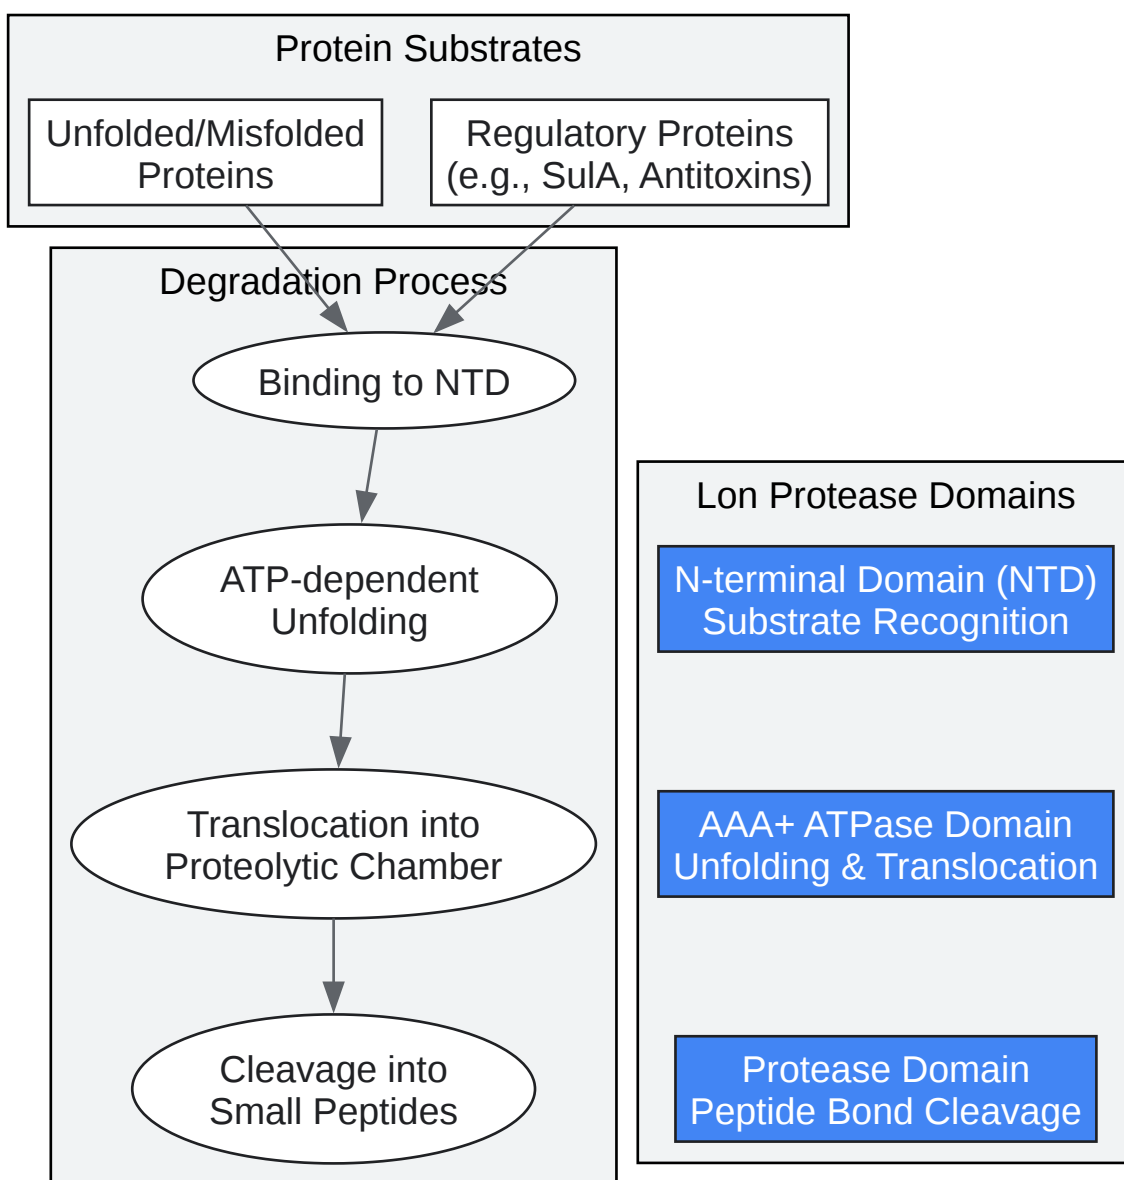 Protein Substrates
Unfolded/Misfolded
Proteins
Regulatory Proteins
(e.g., SulA, Antitoxins)
Degradation Process
Binding to NTD
ATP-dependent
Unfolding
Translocation into
Proteolytic Chamber
Cleavage into
Small Peptides
Lon Protease Domains
N-terminal Domain (NTD)
Substrate Recognition
AAA+ ATPase Domain
Unfolding & Translocation
Protease Domain
Peptide Bond Cleavage